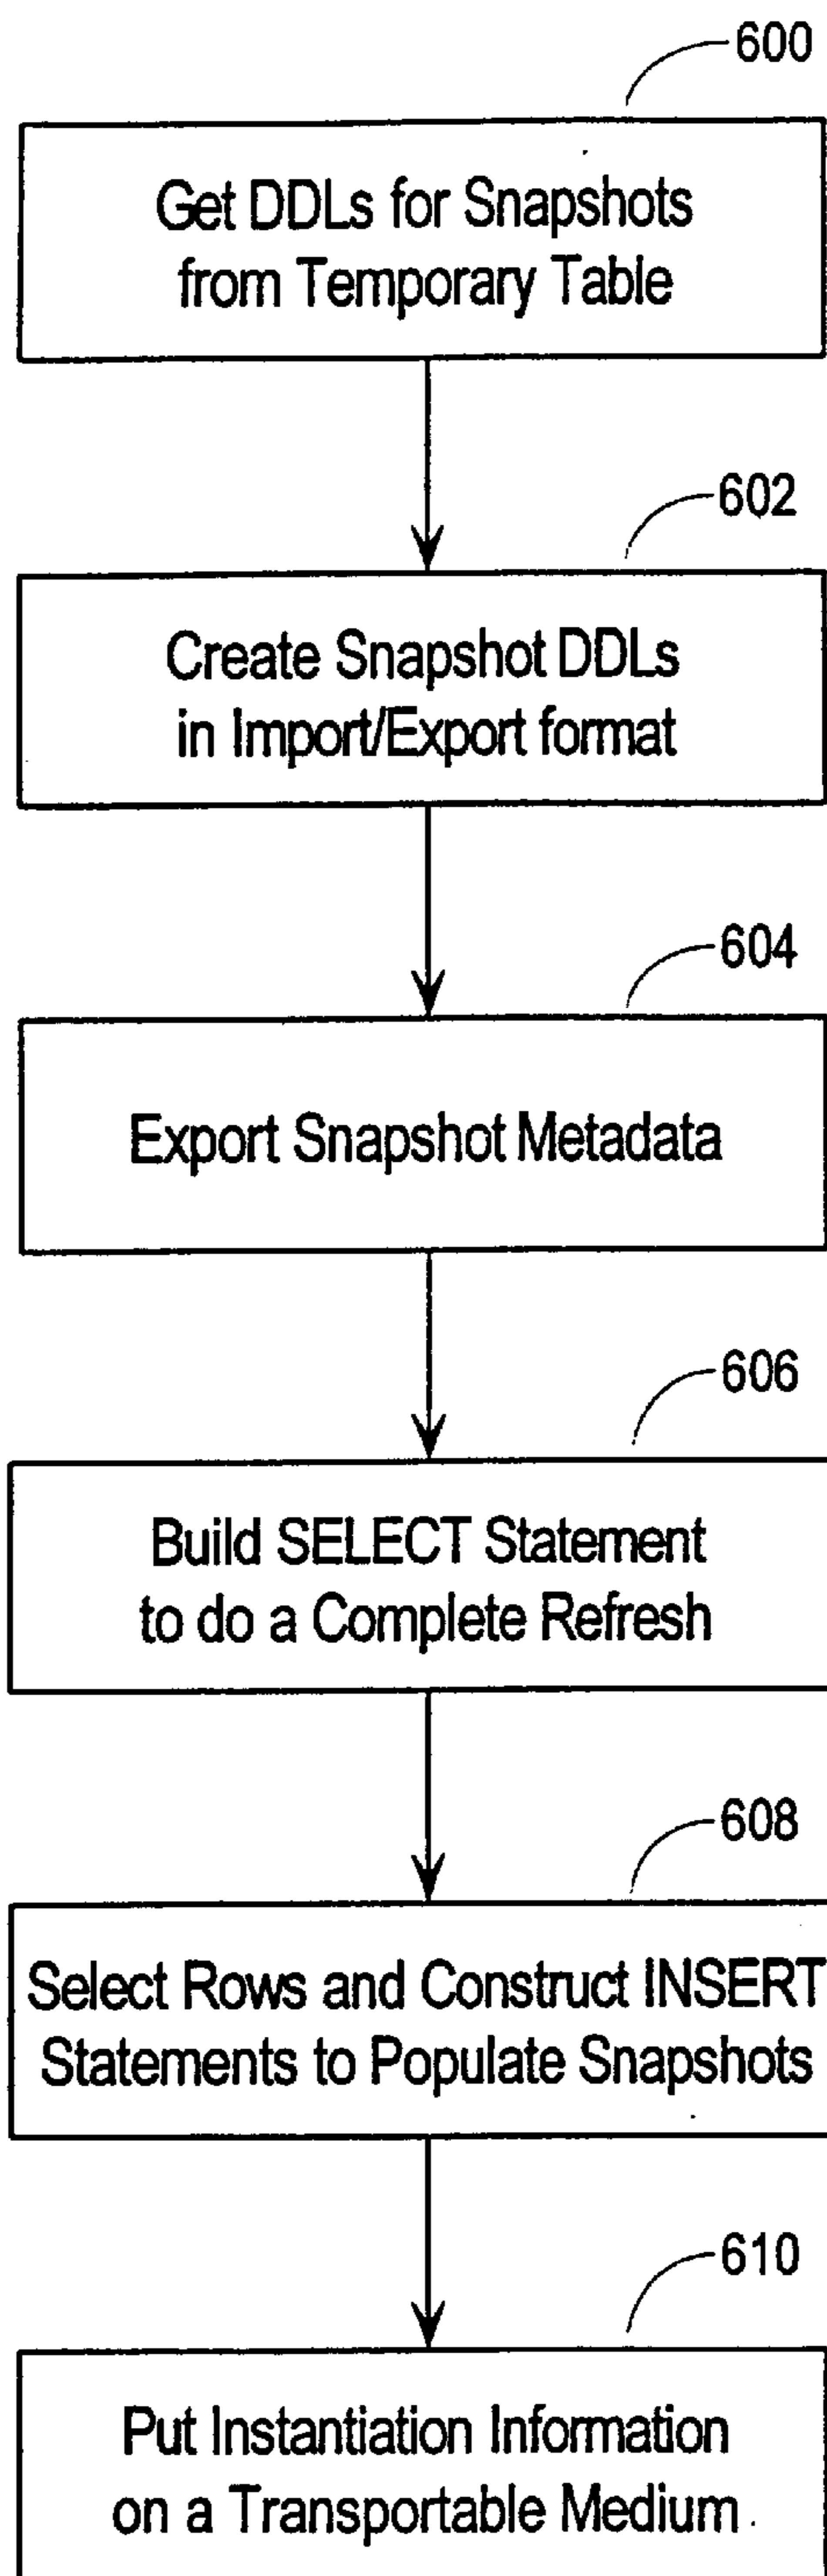 600
Get DDLs for Snapshots
from Temporary Table
602
Create Snapshot DDLs
in Import/Export format
604
Export Snapshot Metadata
606
Build SELECT Statement
to do a Complete Refresh
608
Select Rows and Construct INSERT
Statements to Populate Snapshots
610
Put Instantiation Information
on a Transportable Medium